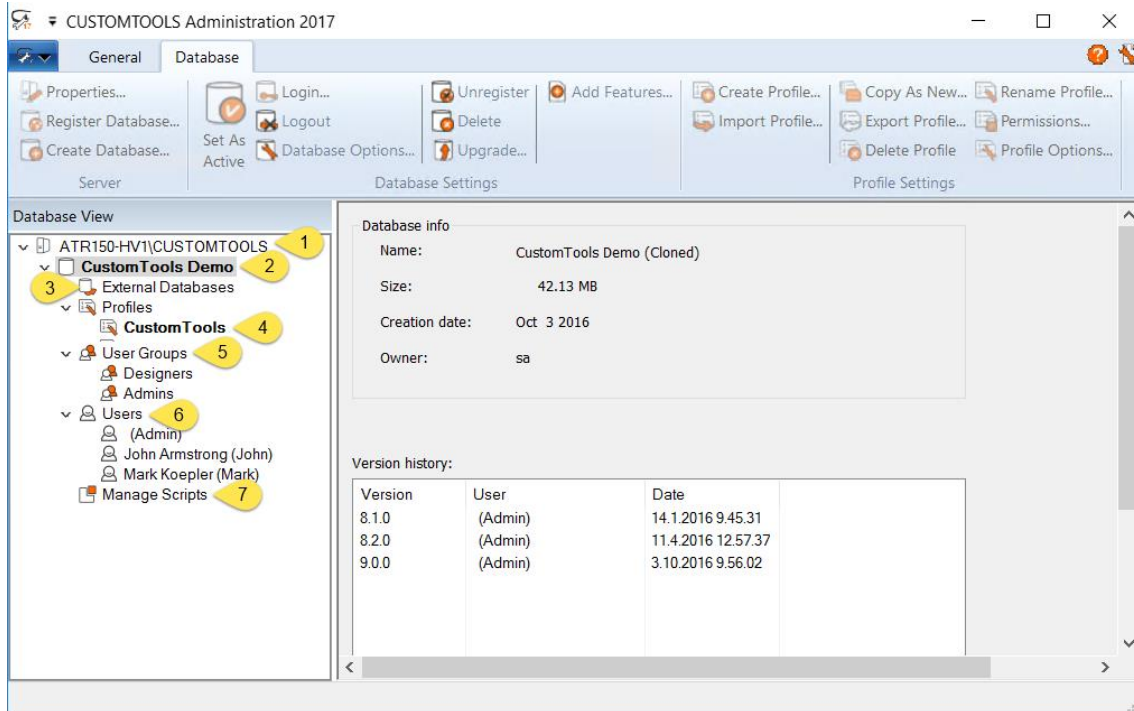 CUSTOMTOOLS Administration 2017
General Database
Properties...
Register Database...
Create Database...
Server
Set As
Active
Login...
Logout
Database Options...
Unregister
Delete
Upgrade...
Add Features...
Database Settings
Create Profile...
Import Profile...
Copy As New...
Export Profile...
Delete Profile
Rename Profile...
Permissions...
Profile Options...
Profile Settings
Database View
ATR150-HV1\CUSTOMTOOLS 1
CustomTools Demo 2
3 External Databases
Profiles
CustomTools 4
User Groups 5
Designers
Admins
Users 6
(Admin)
John Armstrong (John)
Mark Koepler (Mark)
Manage Scripts 7
Database info
Name: CustomTools Demo (Cloned)
Size: 42.13 MB
Creation date: Oct 3 2016
Owner: sa
Version history:
Version User Date
8.1.0 (Admin) 14.1.2016 9.45.31
8.2.0 (Admin) 11.4.2016 12.57.37
9.0.0 (Admin) 3.10.2016 9.56.02